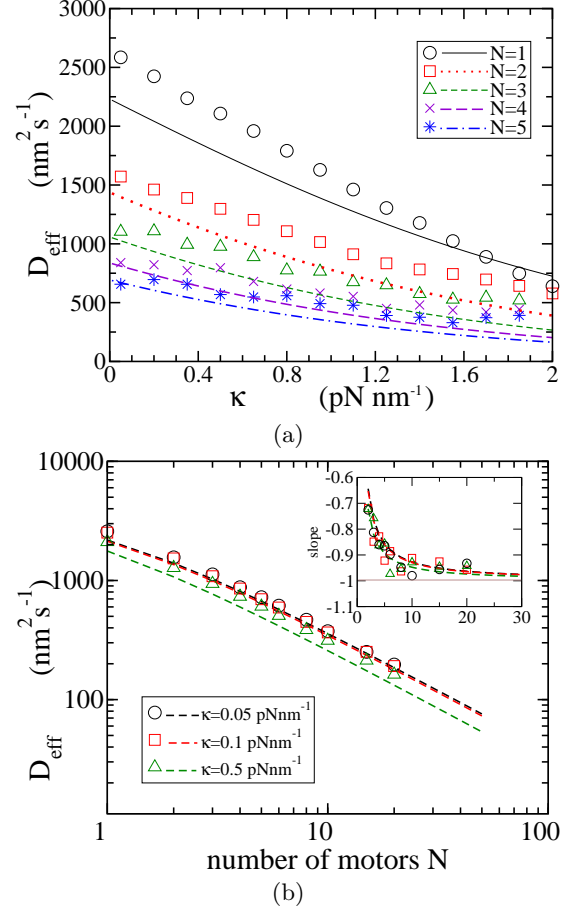 3000
2500
2000
1500
1000
500
0
D_eff (nm² s⁻¹)
N=1
N=2
N=3
N=4
N=5
0 0.4 0.8 1.2 1.6 2
κ (pN nm⁻¹)
(a)
10000
1000
100
D_eff (nm² s⁻¹)
-0.6
-0.7
-0.8
-0.9
-1
-1.1
slope
0 10 20 30
κ=0.05 pNnm⁻¹
κ=0.1 pNnm⁻¹
κ=0.5 pNnm⁻¹
1 10 100
number of motors N
(b)